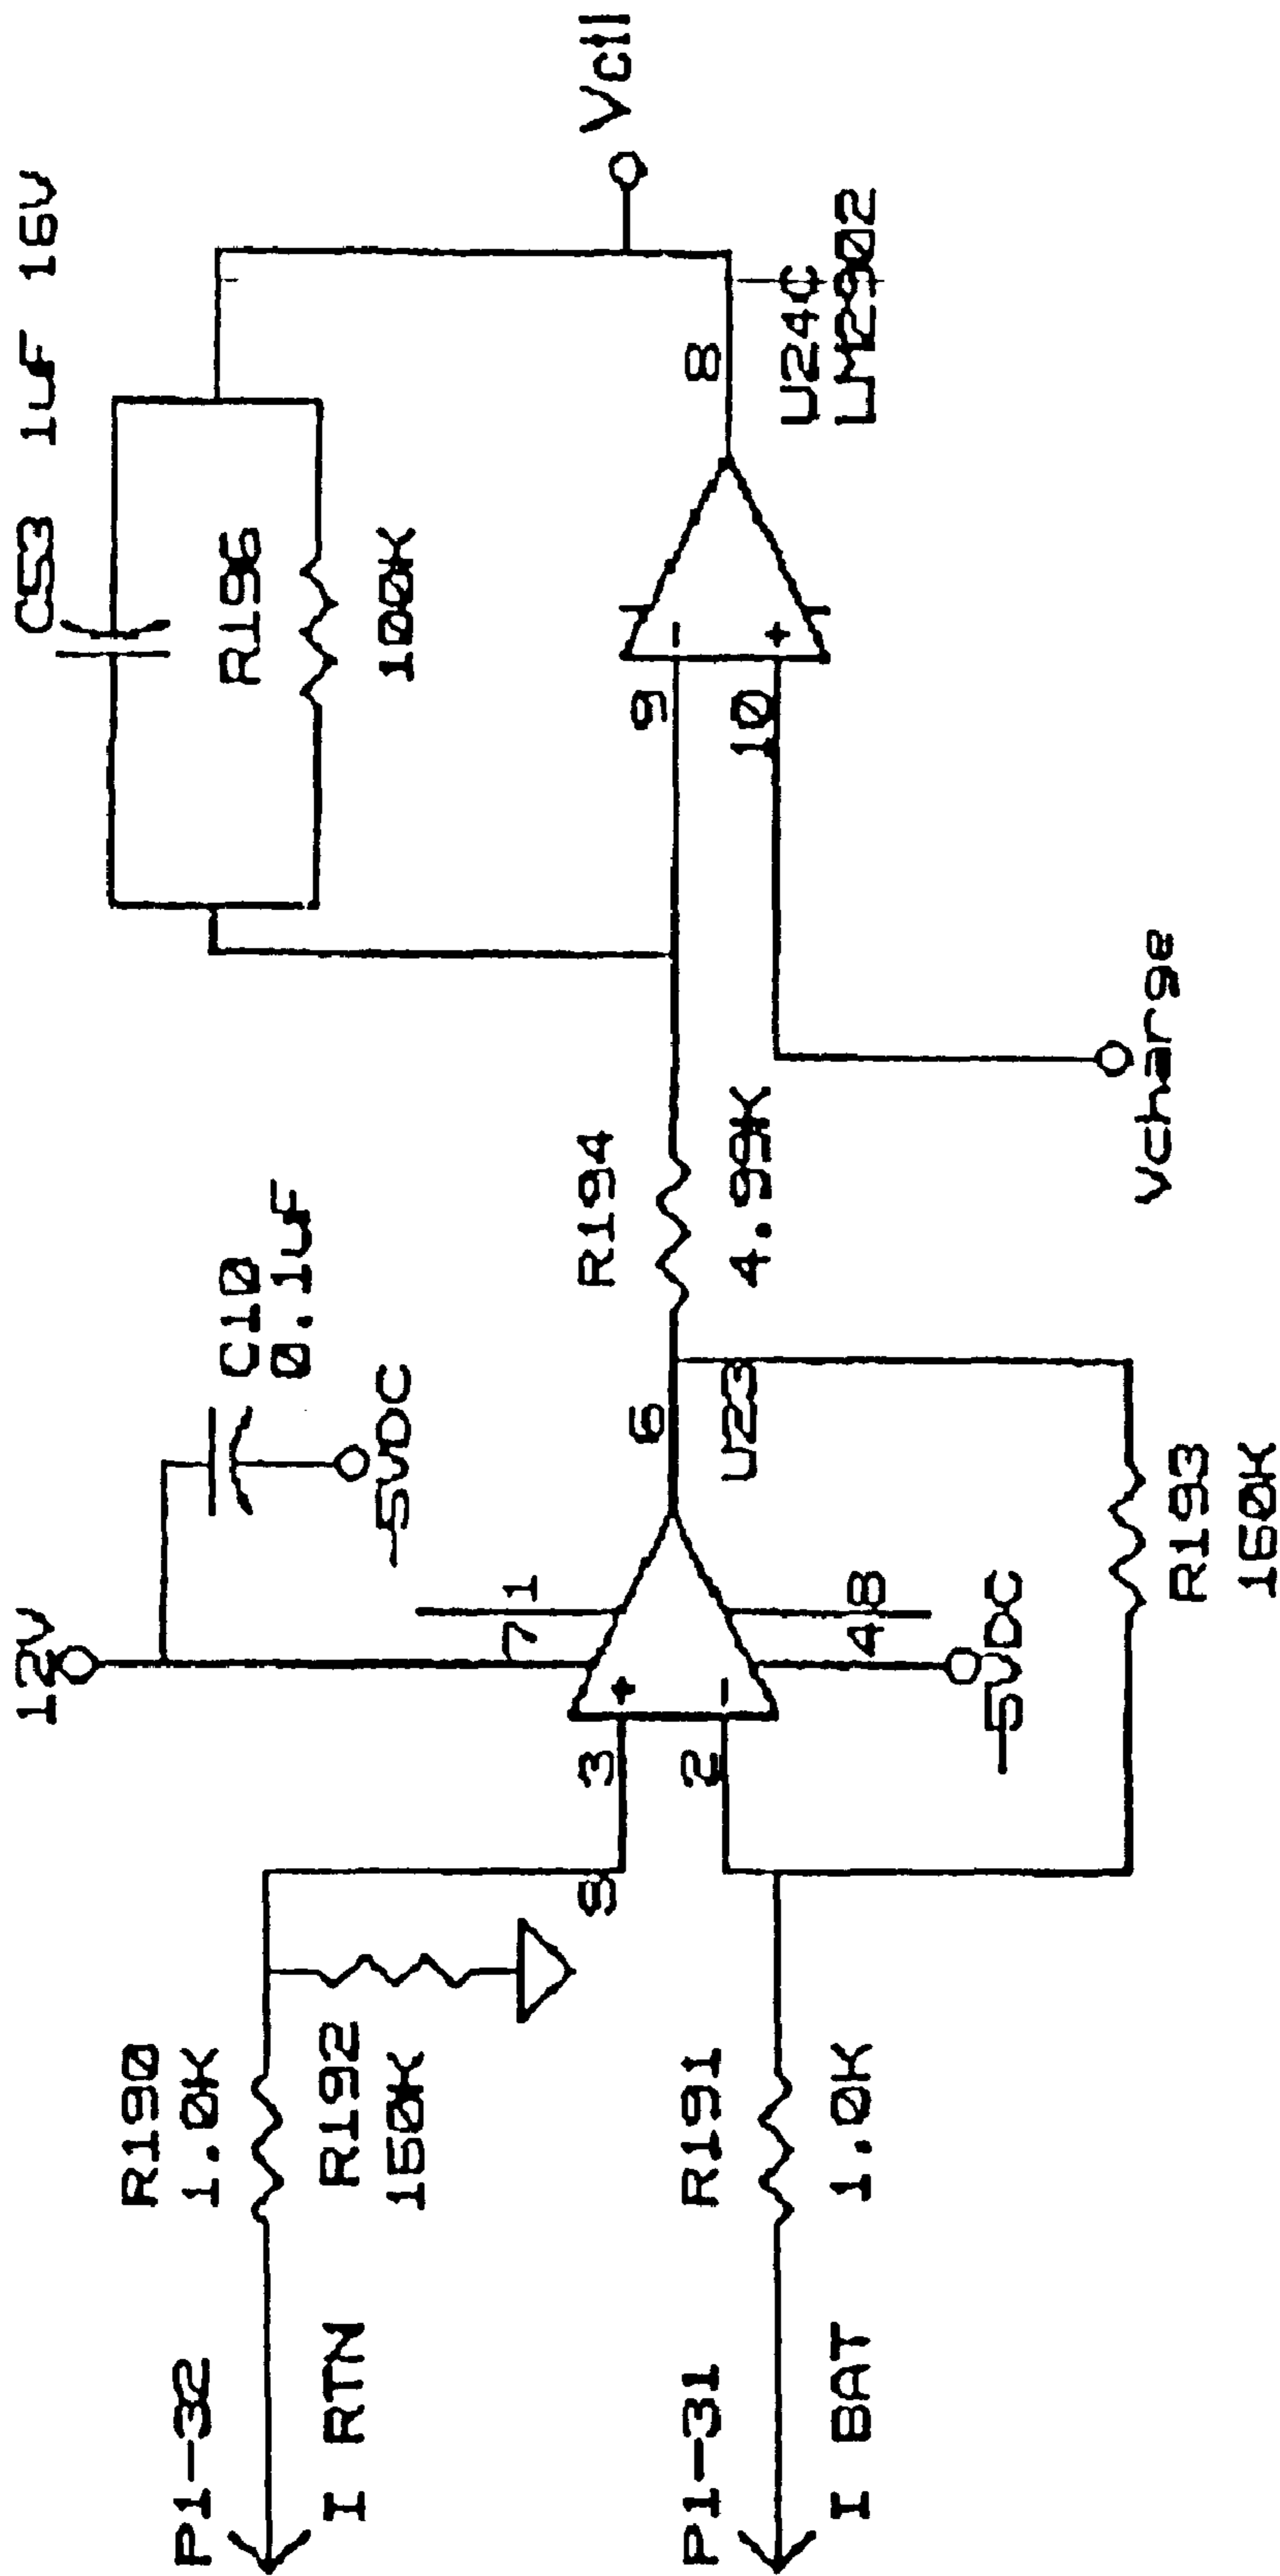 C53 1uF 16V
R196
100K
12V
C10
0.1uF
-5VDC
P1-32
I RTN
R190
1.0K
R192
150K
S
3
2
7
1
4
8
6
U23
-5VDC
R194
4.99K
9
10
8
U24C
LM2902
Vctl
P1-31
I BAT
R191
1.0K
R193
150K
Vcharge